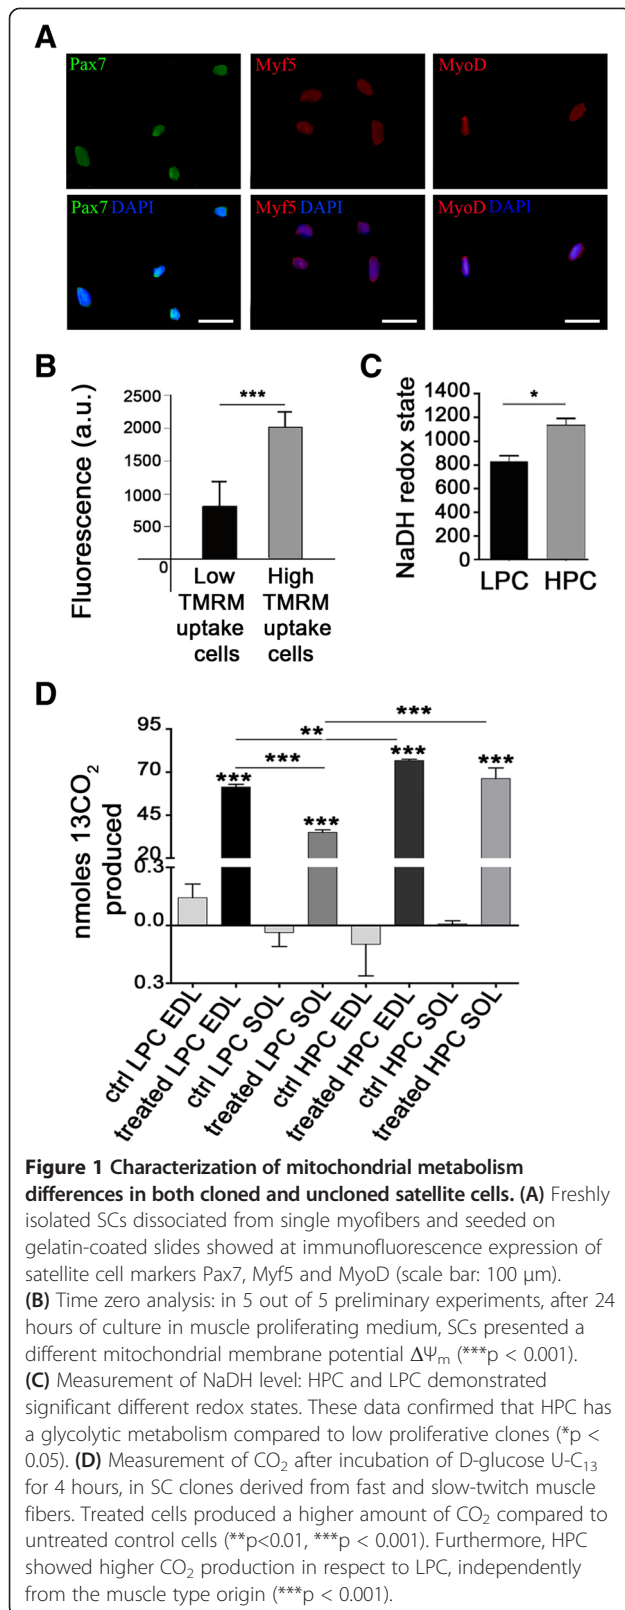 A
Pax7
Myf5
MyoD
Pax7 DAPI
Myf5 DAPI
MyoD DAPI
B
Fluorescence (a.u.)
2500
2000
1500
1000
500
0
***
Low
TMRM
uptake
cells
High
TMRM
uptake
cells
C
NaDH redox state
1400
1200
1000
800
600
400
200
0
*
LPC
HPC
D
nmoles 13CO2
produced
95
70
45
20
0.3
0.0
0.3
***
**
***
***
***
***
***
ctrl LPC EDL
treated LPC EDL
ctrl LPC SOL
treated LPC SOL
ctrl HPC EDL
treated HPC EDL
ctrl HPC SOL
treated HPC SOL
Figure 1 Characterization of mitochondrial metabolism
differences in both cloned and uncloned satellite cells. (A) Freshly
isolated SCs dissociated from single myofibers and seeded on
gelatin-coated slides showed at immunofluorescence expression of
satellite cell markers Pax7, Myf5 and MyoD (scale bar: 100 μm).
(B) Time zero analysis: in 5 out of 5 preliminary experiments, after 24
hours of culture in muscle proliferating medium, SCs presented a
different mitochondrial membrane potential ΔΨm (***p < 0.001).
(C) Measurement of NaDH level: HPC and LPC demonstrated
significant different redox states. These data confirmed that HPC has
a glycolytic metabolism compared to low proliferative clones (*p <
0.05). (D) Measurement of CO2 after incubation of D-glucose U-C13
for 4 hours, in SC clones derived from fast and slow-twitch muscle
fibers. Treated cells produced a higher amount of CO2 compared to
untreated control cells (**p<0.01, ***p < 0.001). Furthermore, HPC
showed higher CO2 production in respect to LPC, independently
from the muscle type origin (***p < 0.001).